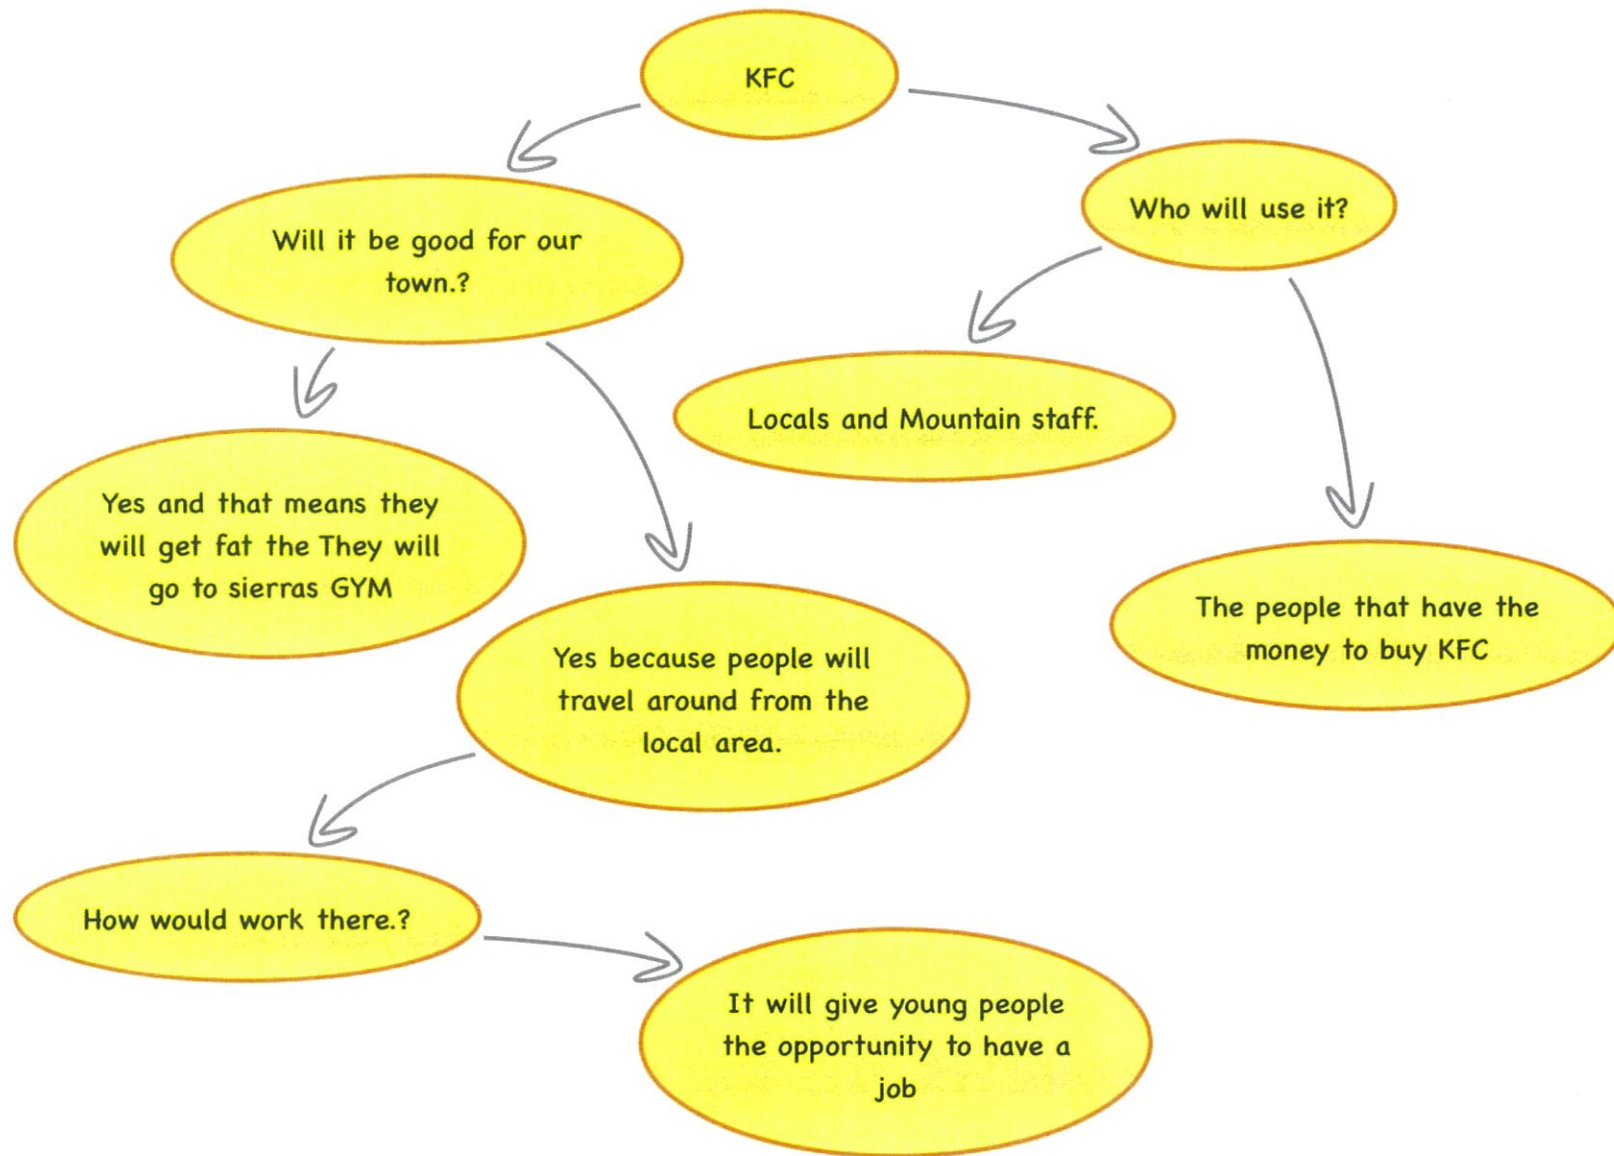 KFC
Will it be good for our
town.?
Who will use it?
Locals and Mountain staff.
Yes and that means they
will get fat the They will
go to sierras GYM
The people that have the
money to buy KFC
Yes because people will
travel around from the
local area.
How would work there.?
It will give young people
the opportunity to have a
job